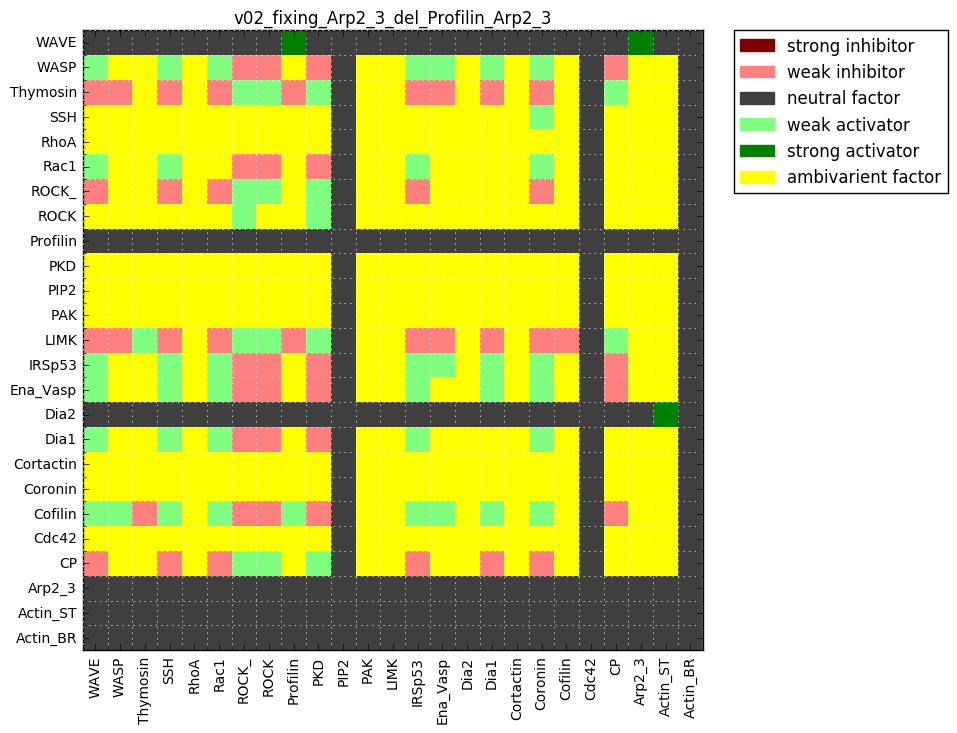 v02_fixing_Arp2_3_del_Profilin_Arp2_3
WAVE
WASP
Thymosin
SSH
RhoA
Rac1
ROCK_
ROCK
Profilin
PKD
PIP2
PAK
LIMK
IRSp53
Ena_Vasp
Dia2
Dia1
Cortactin
Coronin
Cofilin
Cdc42
CP
Arp2_3
Actin_ST
Actin_BR
WAVE
WASP
Thymosin
SSH
RhoA
Rac1
ROCK_
ROCK
Profilin
PKD
PIP2
PAK
LIMK
IRSp53
Ena_Vasp
Dia2
Dia1
Cortactin
Coronin
Cofilin
Cdc42
CP
Arp2_3
Actin_ST
Actin_BR
strong inhibitor
weak inhibitor
neutral factor
weak activator
strong activator
ambivarient factor